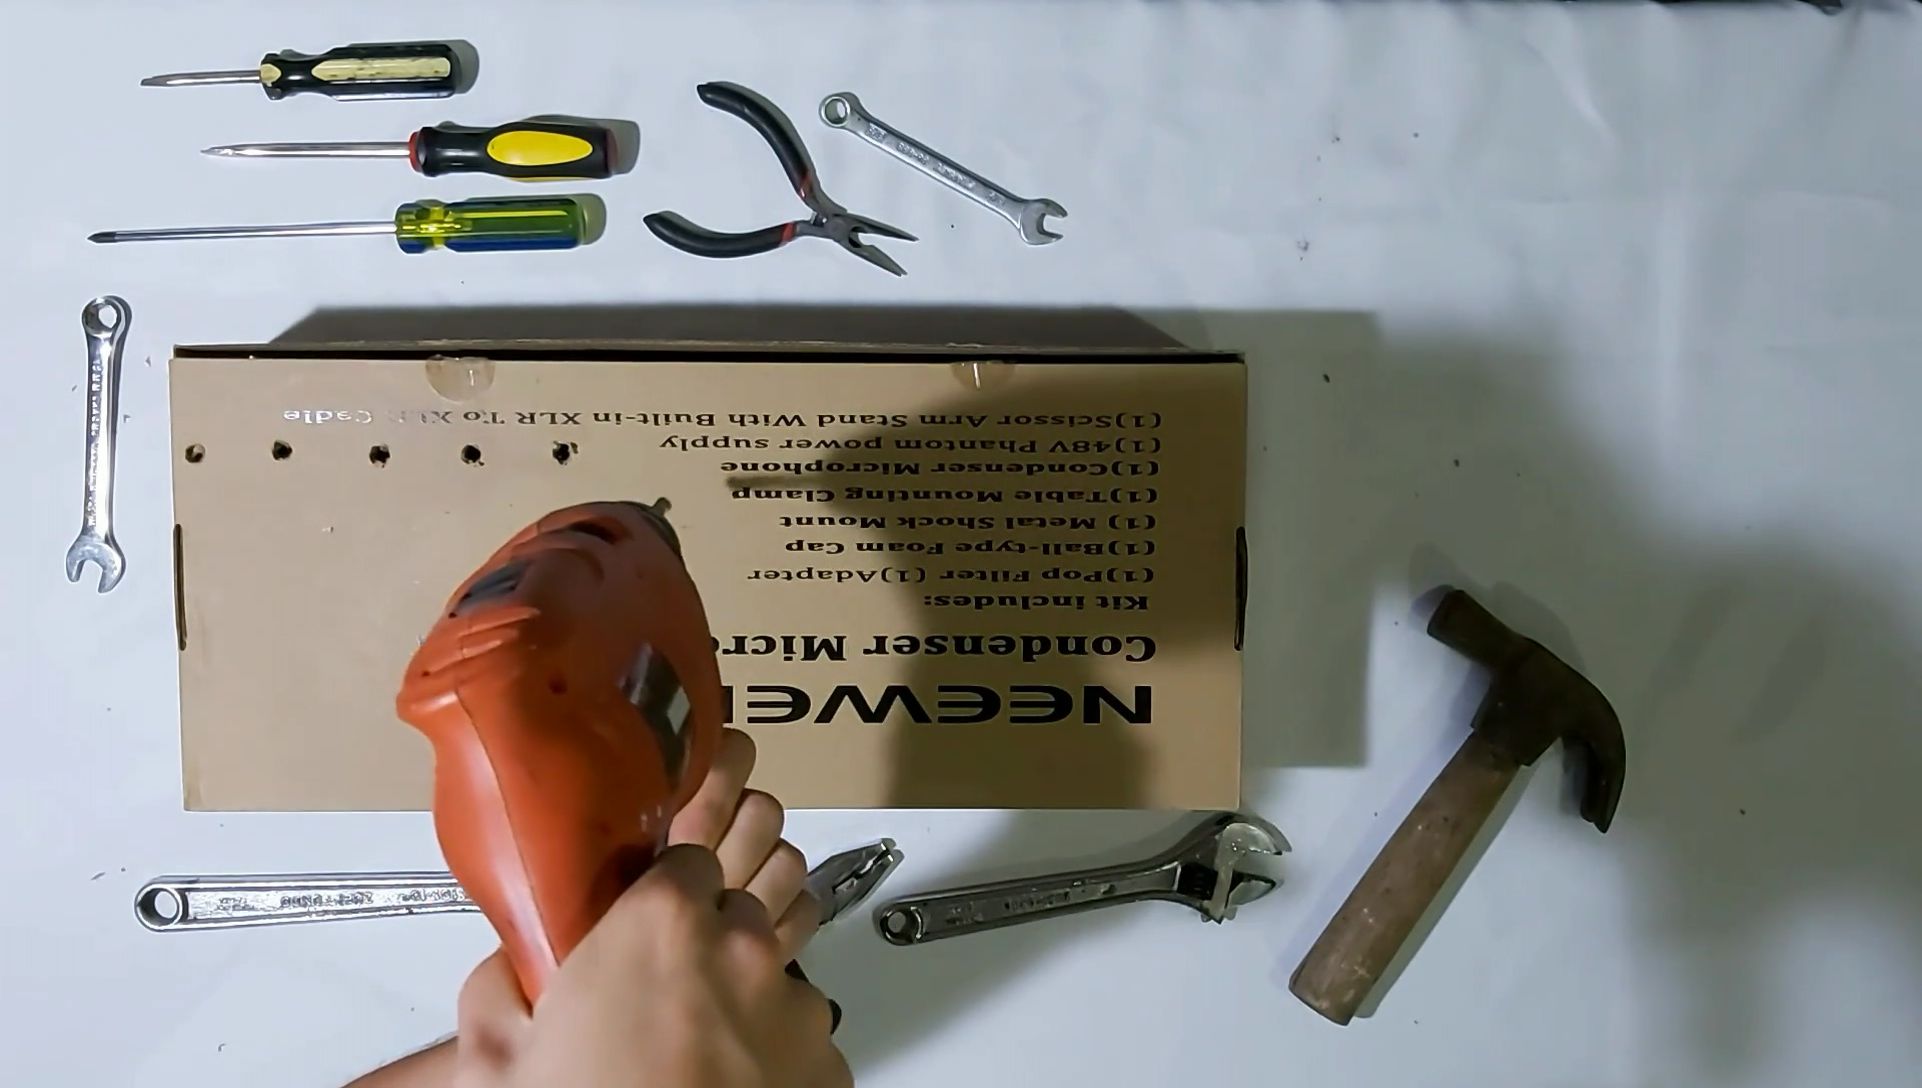 NEEWE
Condenser Micro
Kit includes:
(1)Pop Filter (1)Adapter
(1)Ball-type Foam Cap
(1) Metal Shock Mount
(1)Table Mounting Clamp
(1)Condenser Microphone
(1)48V Phantom power supply
(1)Scissor Arm Stand With Built-in XLR To XLR Cable